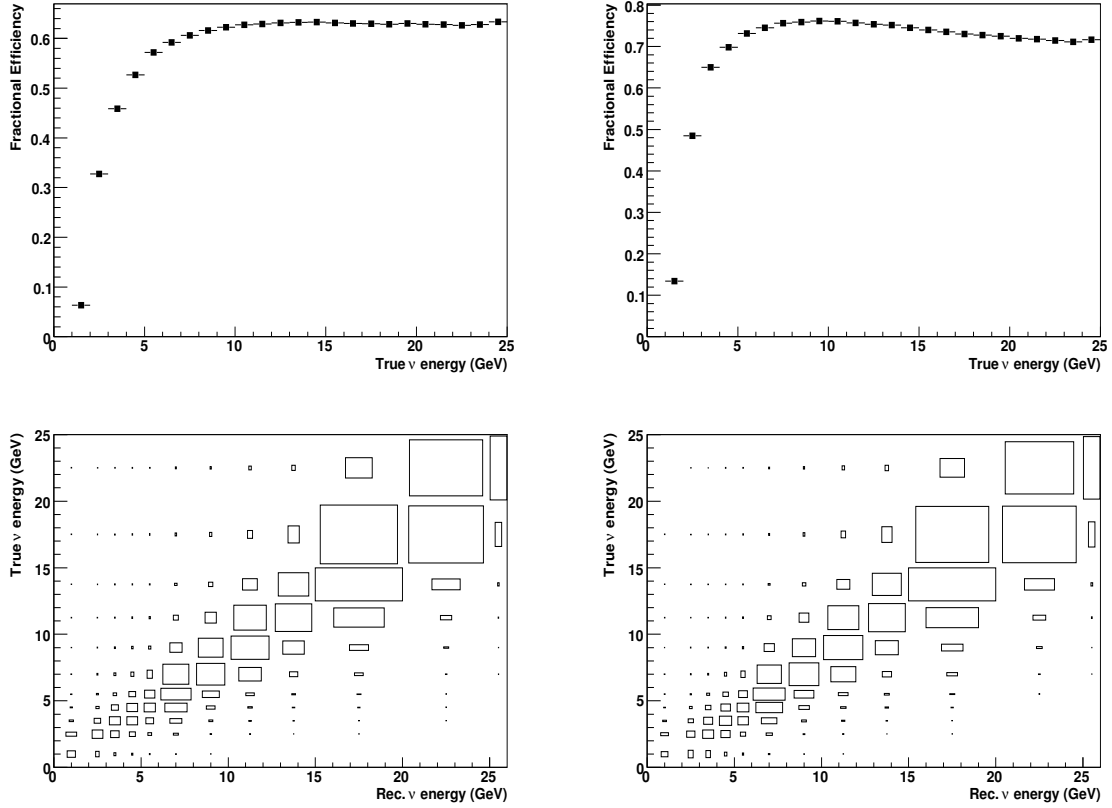 Fractional Efficiency
0.6
0.5
0.4
0.3
0.2
0.1
0
0 5 10 15 20 25
True ν energy (GeV)
Fractional Efficiency
0.8
0.7
0.6
0.5
0.4
0.3
0.2
0.1
0
0 5 10 15 20 25
True ν energy (GeV)
True ν energy (GeV)
25
20
15
10
5
0
0 5 10 15 20 25
Rec. ν energy (GeV)
True ν energy (GeV)
25
20
15
10
5
0
0 5 10 15 20 25
Rec. ν energy (GeV)